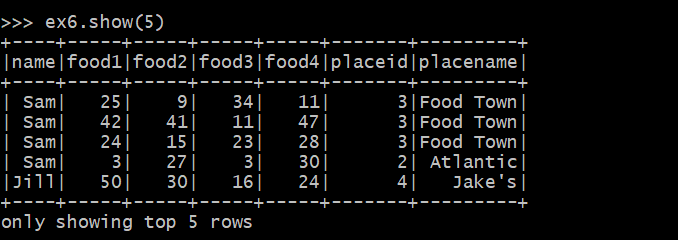 >>> ex6.show(5)
+----+-----+-----+-----+-----+-------+---------+
|name|food1|food2|food3|food4|placeid|placename|
+----+-----+-----+-----+-----+-------+---------+
| Sam|   25|    9|   34|   11|      3|Food Town|
| Sam|   42|   41|   11|   47|      3|Food Town|
| Sam|   24|   15|   23|   28|      3|Food Town|
| Sam|    3|   27|    3|   30|      2| Atlantic|
|Jill|   50|   30|   16|   24|      4|   Jake's|
+----+-----+-----+-----+-----+-------+---------+
only showing top 5 rows